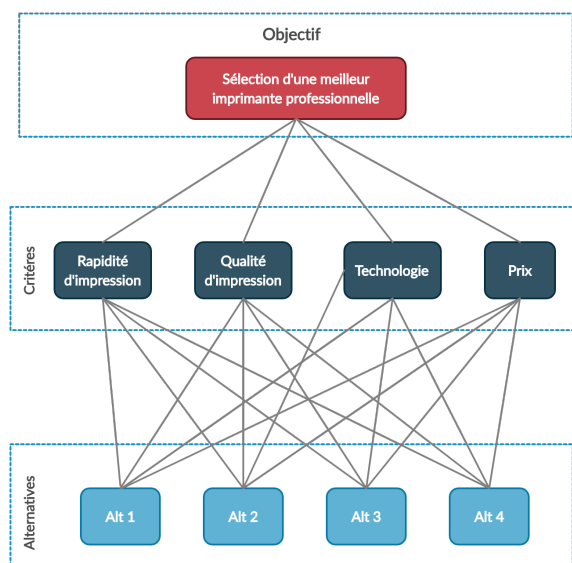 Objectif
Sélection d'une meilleur
imprimante professionnelle
Critéres
Rapidité
d'impression
Qualité
d'impression
Technologie
Prix
Alternatives
Alt 1
Alt 2
Alt 3
Alt 4